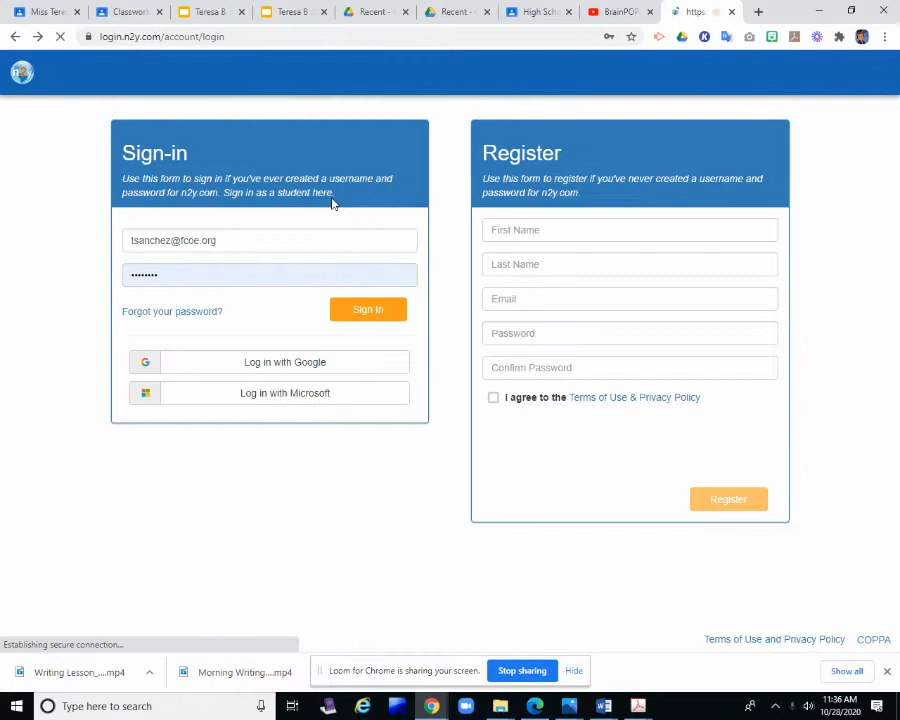 Miss Tere
Classwork
Teresa B
Teresa B
Recent -
Recent -
High Scho
BrainPOP
https:
login.n2y.com/account/login
n2y
Sign-in
Use this form to sign in if you've ever created a username and
password for n2y.com. Sign in as a student here.
tsanchez@fcoe.org
••••••••
Forgot your password?
Sign In
Log in with Google
Log in with Microsoft
Register
Use this form to register if you've never created a username and
password for n2y.com.
First Name
Last Name
Email
Password
Confirm Password
I agree to the Terms of Use & Privacy Policy
Register
Terms of Use and Privacy Policy
COPPA
Establishing secure connection...
Writing Lesson_....mp4
Morning Writing....mp4
Loom for Chrome is sharing your screen.
Stop sharing
Hide
Show all
Type here to search
11:36 AM
10/28/2020